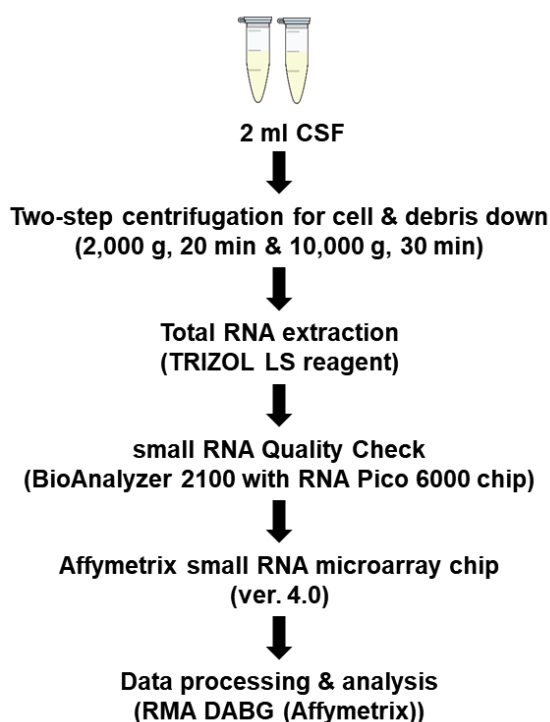 2 ml CSF
Two-step centrifugation for cell & debris down
(2,000 g, 20 min & 10,000 g, 30 min)
Total RNA extraction
(TRIZOL LS reagent)
small RNA Quality Check
(BioAnalyzer 2100 with RNA Pico 6000 chip)
Affymetrix small RNA microarray chip
(ver. 4.0)
Data processing & analysis
(RMA DABG (Affymetrix))